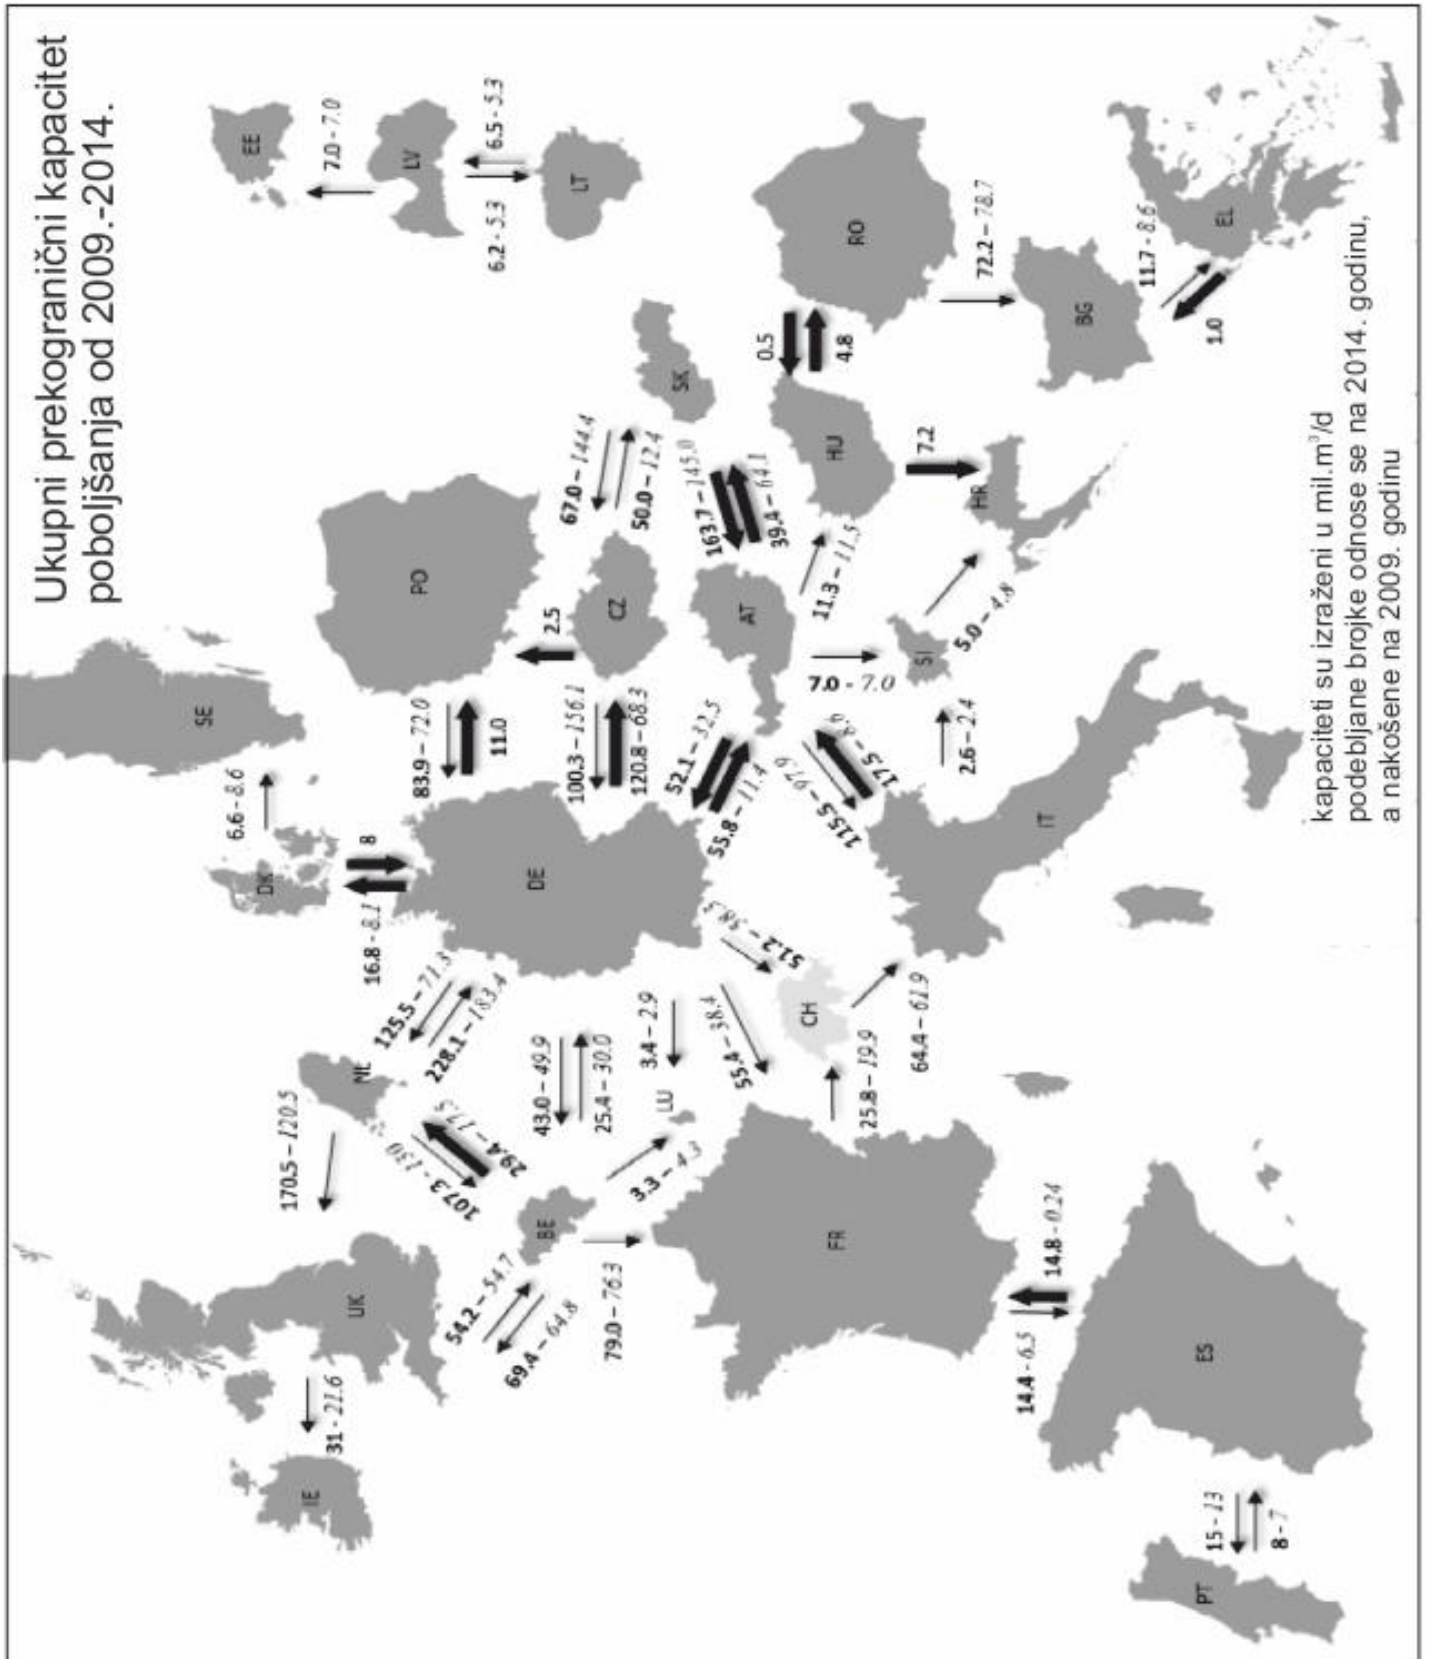 Ukupni prekogranični kapacitet
poboljšanja od 2009.-2014.
SE
EE
7.0 - 7.0
LV
6.2 - 5.3
6.5 - 5.3
LT
DK
6.6 - 8.6
16.8 - 8.1
8
IE
31 - 21.6
UK
170.5 – 120.5
NL
125.5 – 71.3
228.1 – 183.4
107.3 - 130
29.4 – 17.5
83.9 – 72.0
11.0
PO
54.2 – 54.7
69.4 – 64.8
BE
43.0 – 49.9
25.4 – 30.0
DE
100.3 – 156.1
120.8 – 68.3
2.5
CZ
67.0 – 144.4
50.0 – 12.4
SK
79.0 – 76.3
3.3 – 4.3
LU
3.4 – 2.9
55.4 – 38.4
51.2 – 38.3
52.1 – 32.5
55.8 – 11.4
AT
163.7 – 145.0
39.4 – 64.1
CH
25.8 – 19.9
64.4 – 61.9
115.5 – 97.9
17.5 – 8.0
7.0 - 7.0
11.3 – 11.5
HU
0.5
4.8
RO
FR
SI
2.6 – 2.4
5.0 – 4.8
HR
7.2
72.2 – 78.7
14.4 - 6.5
14.8 - 0.24
IT
BG
11.7 - 8.6
1.0
EL
PT
15 - 13
8 - 7
ES
kapaciteti su izraženi u mil.m³/d
podebljane brojke odnose se na 2014. godinu,
a nakošene na 2009. godinu